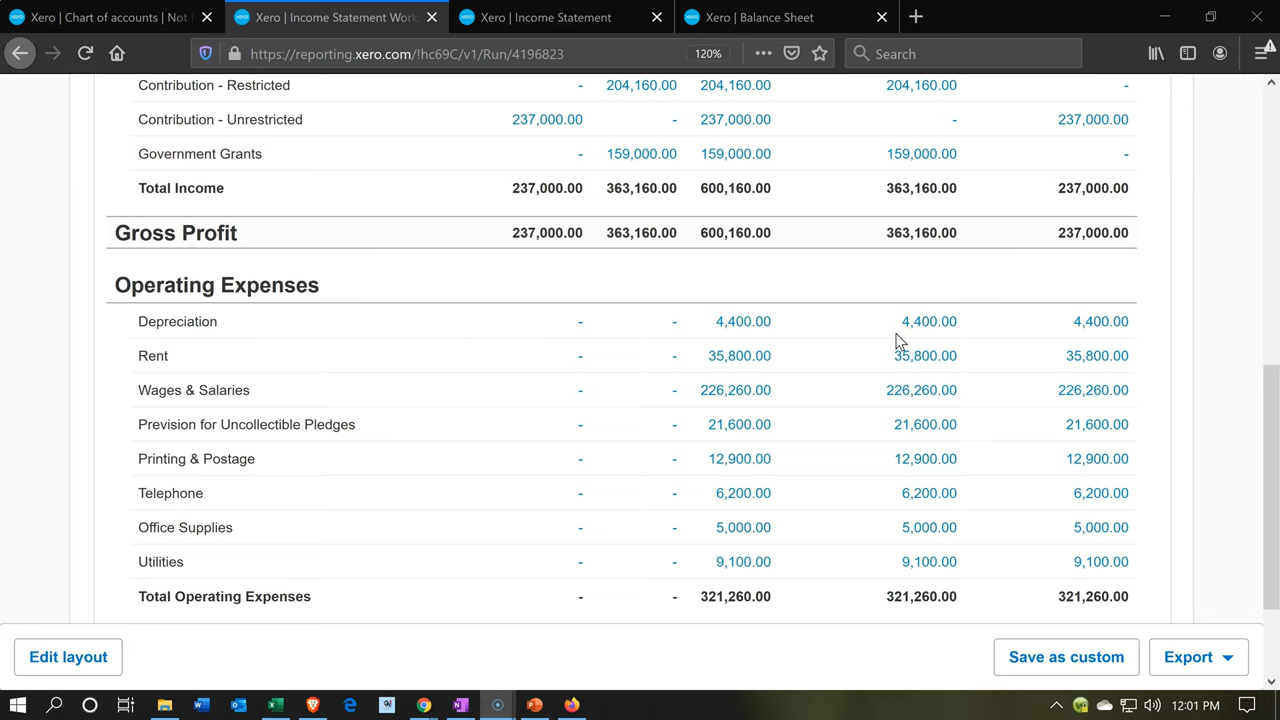 Xero | Chart of accounts | Not
Xero | Income Statement Work
Xero | Income Statement
Xero | Balance Sheet
https://reporting.xero.com/!hc69C/v1/Run/4196823
120%
Search
Contribution - Restricted - 204,160.00 204,160.00 204,160.00 -
Contribution - Unrestricted 237,000.00 - 237,000.00 - 237,000.00
Government Grants - 159,000.00 159,000.00 159,000.00 -
Total Income 237,000.00 363,160.00 600,160.00 363,160.00 237,000.00
Gross Profit 237,000.00 363,160.00 600,160.00 363,160.00 237,000.00
Operating Expenses
Depreciation - - 4,400.00 4,400.00 4,400.00
Rent - - 35,800.00 35,800.00 35,800.00
Wages & Salaries - - 226,260.00 226,260.00 226,260.00
Prevision for Uncollectible Pledges - - 21,600.00 21,600.00 21,600.00
Printing & Postage - - 12,900.00 12,900.00 12,900.00
Telephone - - 6,200.00 6,200.00 6,200.00
Office Supplies - - 5,000.00 5,000.00 5,000.00
Utilities - - 9,100.00 9,100.00 9,100.00
Total Operating Expenses - - 321,260.00 321,260.00 321,260.00
Edit layout
Save as custom
Export
12:01 PM